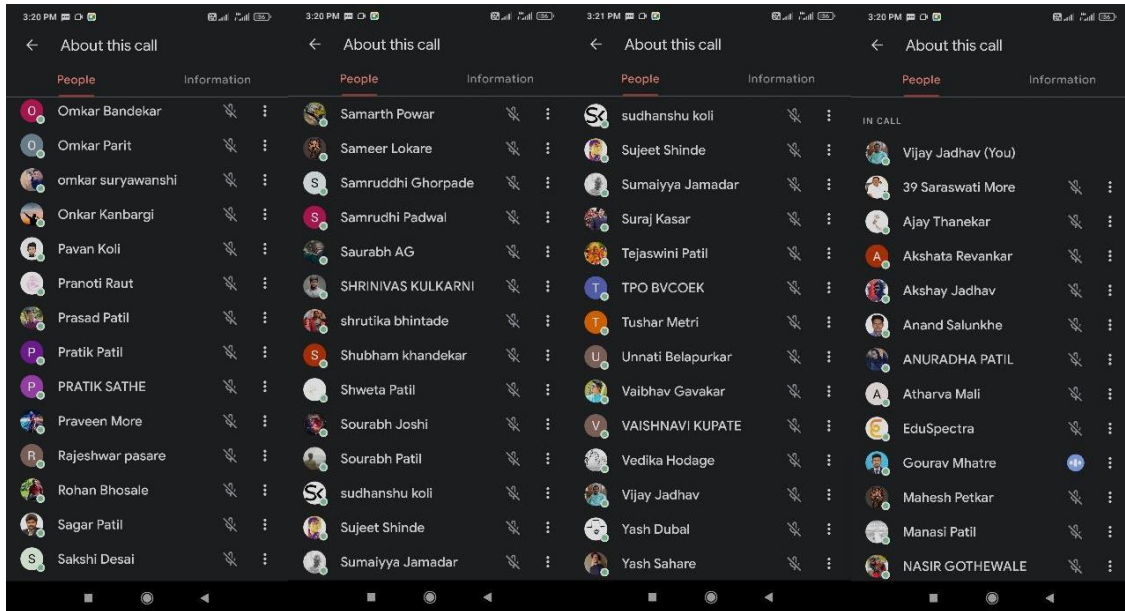 3:20 PM
About this call
People Information
O Omkar Bandekar
O Omkar Parit
omkar suryawanshi
Onkar Kanbargi
Pavan Koli
Pranoti Raut
Prasad Patil
P Pratik Patil
P PRATIK SATHE
Praveen More
R Rajeshwar pasare
Rohan Bhosale
Sagar Patil
S Sakshi Desai
3:20 PM
About this call
People Information
Samarth Powar
Sameer Lokare
S Samruddhi Ghorpade
S Samrudhi Padwal
Saurabh AG
SHRINIVAS KULKARNI
shrutika bhintade
S Shubham khandekar
Shweta Patil
Sourabh Joshi
Sourabh Patil
SK sudhanshu koli
Sujeet Shinde
Sumaiyya Jamadar
3:21 PM
About this call
People Information
SK sudhanshu koli
Sujeet Shinde
Sumaiyya Jamadar
Suraj Kasar
Tejaswini Patil
T TPO BVCOEK
T Tushar Metri
U Unnati Belapurkar
Vaibhav Gavakar
V VAISHNAVI KUPATE
Vedika Hodage
Vijay Jadhav
Yash Dubal
Yash Sahare
3:20 PM
About this call
People Information
IN CALL
Vijay Jadhav (You)
39 Saraswati More
Ajay Thanekar
A Akshata Revankar
Akshay Jadhav
Anand Salunkhe
ANURADHA PATIL
A Atharva Mali
EduSpectra
Gourav Mhatre
Mahesh Petkar
Manasi Patil
NASIR GOTHEWALE